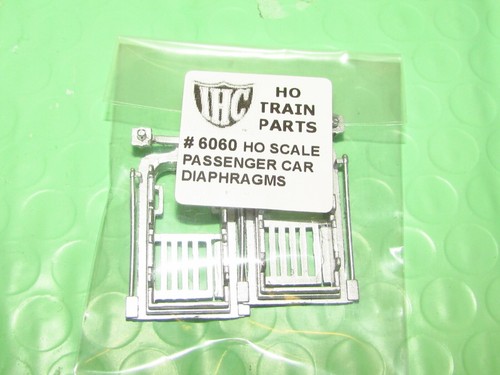 IHC
HO
TRAIN
PARTS
# 6060 HO SCALE
PASSENGER CAR
DIAPHRAGMS